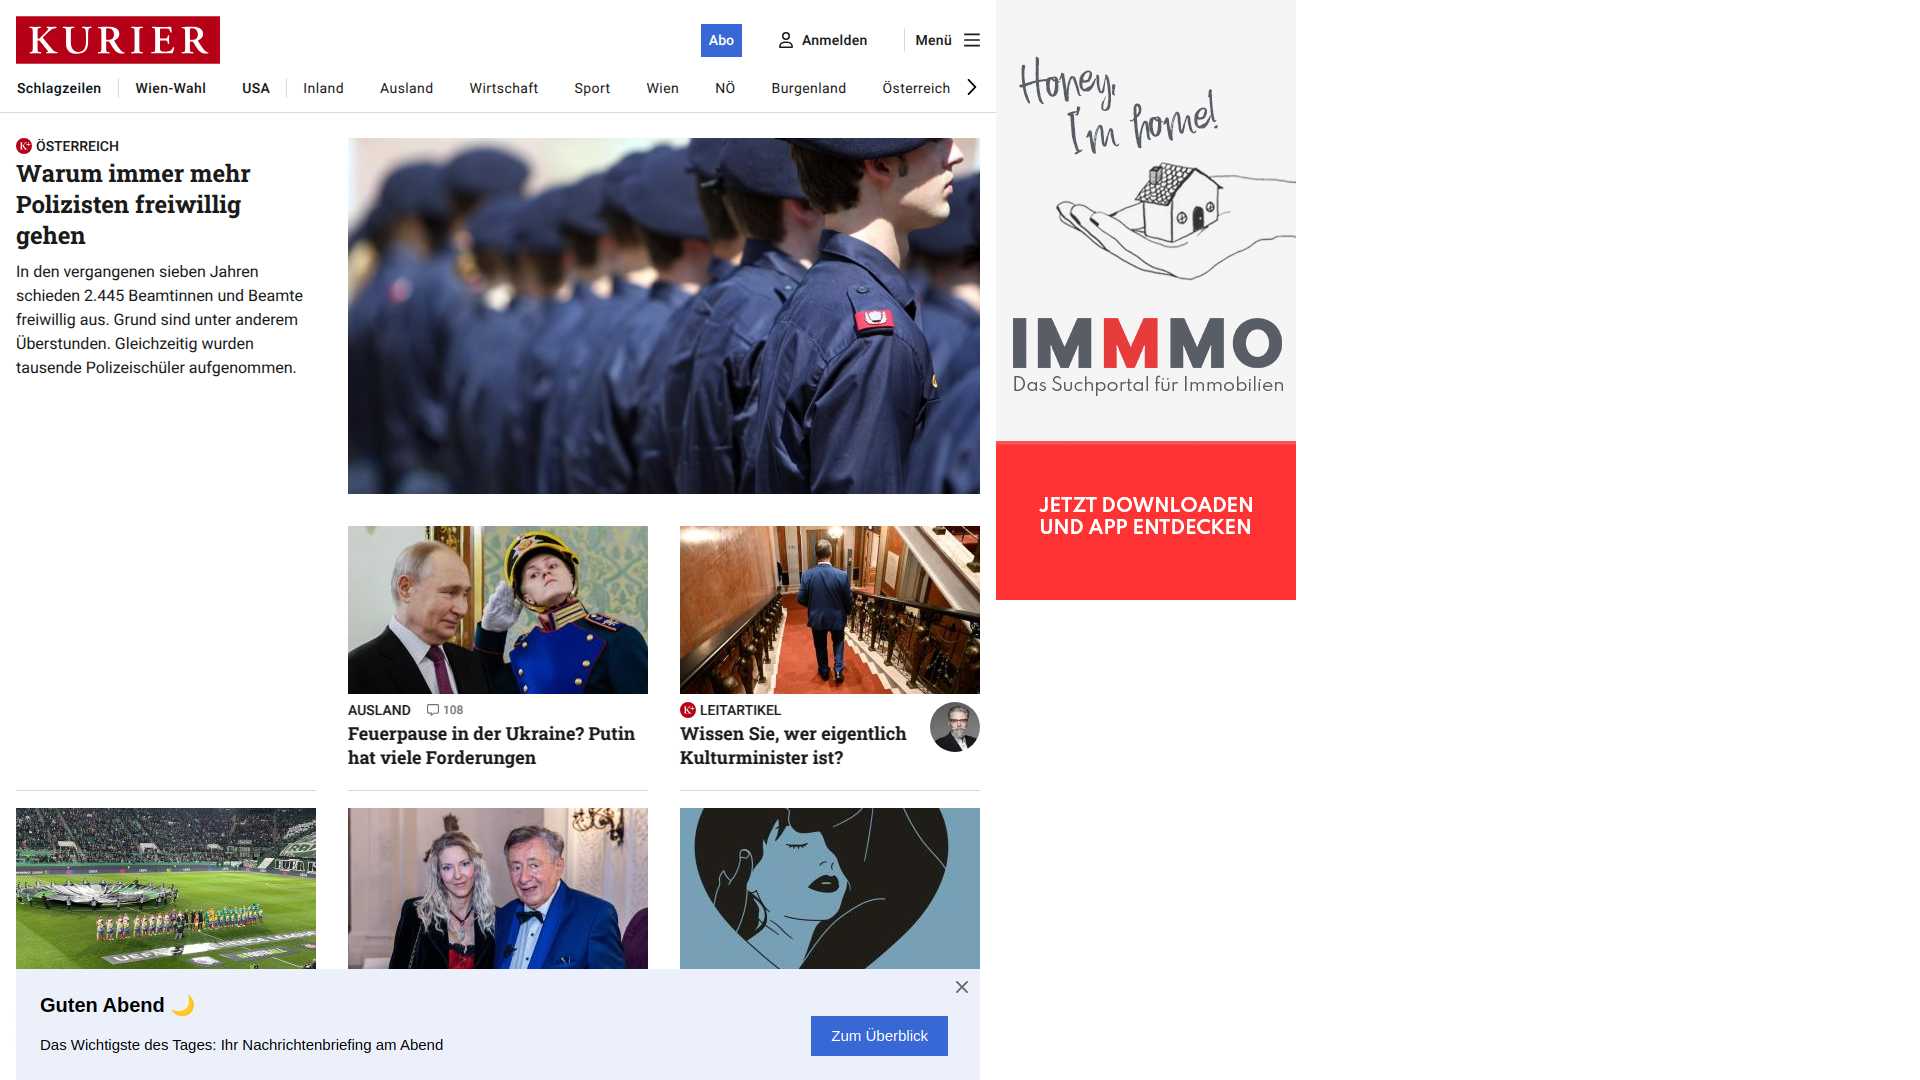 KURIER
Abo
Anmelden
Menü
Schlagzeilen
Wien-Wahl
USA
Inland
Ausland
Wirtschaft
Sport
Wien
NÖ
Burgenland
Österreich
K+ ÖSTERREICH
Warum immer mehr
Polizisten freiwillig
gehen
In den vergangenen sieben Jahren
schieden 2.445 Beamtinnen und Beamte
freiwillig aus. Grund sind unter anderem
Überstunden. Gleichzeitig wurden
tausende Polizeischüler aufgenommen.
AUSLAND 108
Feuerpause in der Ukraine? Putin
hat viele Forderungen
K+ LEITARTIKEL
Wissen Sie, wer eigentlich
Kulturminister ist?
Guten Abend 🌙
Das Wichtigste des Tages: Ihr Nachrichtenbriefing am Abend
Zum Überblick
Honey,
I'm home!
IMMMO
Das Suchportal für Immobilien
JETZT DOWNLOADEN
UND APP ENTDECKEN